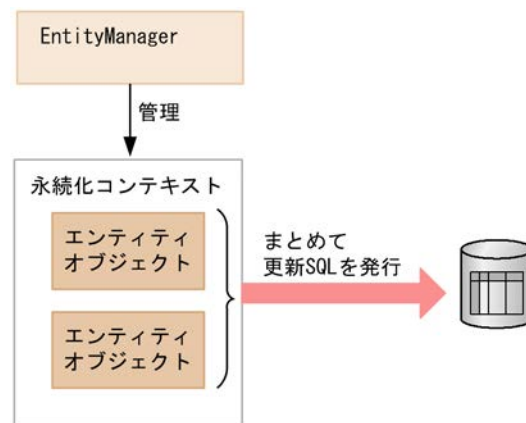 EntityManager
管理
永続化コンテキスト
エンティティ
オブジェクト
エンティティ
オブジェクト
まとめて
更新SQLを発行